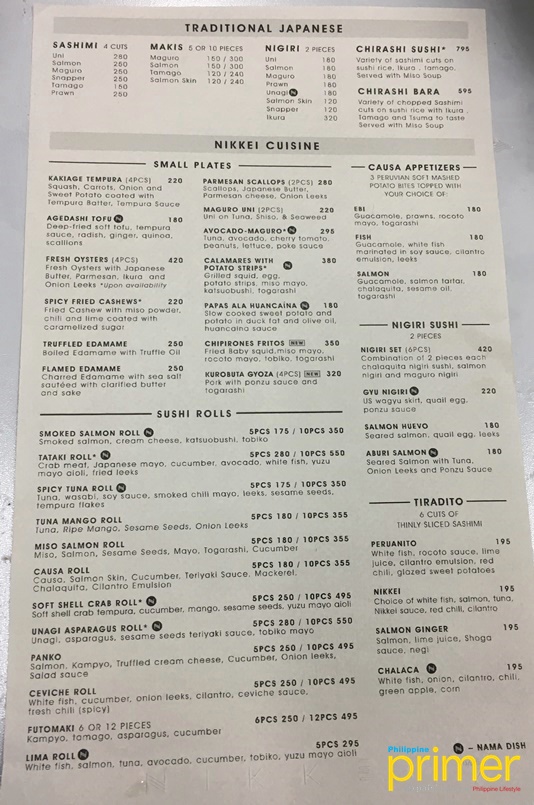 TRADITIONAL JAPANESE
SASHIMI 4 CUTS
Uni 280
Salmon 250
Maguro 250
Snapper 250
Tamago 180
Prawn 250
MAKIS 5 OR 10 PIECES
Maguro 150 / 300
Salmon 150 / 300
Tamago 120 / 240
Salmon Skin 120 / 240
NIGIRI 2 PIECES
Uni 180
Salmon 180
Maguro 180
Prawn 180
Unagi N 180
Salmon Skin 120
Snapper 120
Ikura 320
CHIRASHI SUSHI* 795
Variety of sashimi cuts on
sushi rice, Ikura , tamago,
Served with Miso Soup
CHIRASHI BARA 595
Variety of chopped Sashimi
cuts on sushi rice with Ikura ,
Tamago and Tsuma to taste
Served with Miso Soup
NIKKEI CUISINE
SMALL PLATES
KAKIAGE TEMPURA (4PCS) 220
Squash, Carrots, Onion and
Sweet Potato coated with
Tempura Batter, Tempura Sauce
AGEDASHI TOFU N 180
Deep-fried soft tofu, tempura
sauce, radish, ginger, quinoa,
scallions
FRESH OYSTERS (4PCS) 420
Fresh Oysters with Japanese
Butter, Parmesan, Ikura and
Onion Leeks *Upon availability
SPICY FRIED CASHEWS* 220
Fried Cashew with miso powder,
chili and lime coated with
caramelized sugar
TRUFFLED EDAMAME 250
Boiled Edamame with Truffle Oil
FLAMED EDAMAME 250
Charred Edamame with sea salt
sautéed with clarified butter
and sake
PARMESAN SCALLOPS (2PCS) 280
Scallops, Japanese Butter,
Parmesan cheese, Onion Leeks
MAGURO UNI (2PCS) 220
Uni on Tuna, Shiso, & Seaweed
AVOCADO-MAGURO* N 295
Tuna, avocado, cherry tomato,
peanuts, lettuce, poke sauce
CALAMARES WITH
POTATO STRIPS* N 380
Grilled squid, egg,
potato strips, miso mayo,
katsuobushi, togarashi
PAPAS ALA HUANCAÍNA N 180
Slow cooked sweet potato and
potato in duck fat and olive oil,
huancaína sauce
CHIPIRONES FRITOS NEW 350
Fried Baby squid,miso mayo,
rocoto mayo, tobiko, togarashi
KUROBUTA GYOZA (4PCS) NEW 320
Pork with ponzu sauce and
togarashi
CAUSA APPETIZERS
3 PERUVIAN SOFT MASHED
POTATO BITES TOPPED WITH
YOUR CHOICE OF:
EBI 180
Guacamole, prawns, rocoto
mayo, togarashi
FISH 180
Guacamole, white fish
marinated in soy sauce, cilantro
emulsion, leeks
SALMON 180
Guacamole, salmon tartar,
chalaquita, sesame oil,
togarashi
NIGIRI SUSHI
2 PIECES
NIGIRI SET (6PCS) 420
Combination of 2 pieces each
chalaquita nigiri sushi, salmon
nigiri and maguro nigiri
GYU NIGIRI N 220
US wagyu skirt, quail egg,
ponzu sauce
SALMON HUEVO 180
Seared salmon, quail egg, leeks
ABURI SALMON N 180
Seared Salmon with Tuna,
Onion Leeks and Ponzu Sauce
TIRADITO
6 CUTS OF
THINLY SLICED SASHIMI
PERUANITO 195
White fish, rocoto sauce, lime
juice, cilantro emulsion, red
chili, glazed sweet potatoes
NIKKEI 195
Choice of white fish, salmon, tuna,
Nikkei sauce, red chili, cilantro
SALMON GINGER 195
Salmon, lime juice, Shoga
sauce, negi
CHALACA N 195
White fish, onion, cilantro, chili,
green apple, corn
SUSHI ROLLS
SMOKED SALMON ROLL N 5PCS 175 / 10PCS 350
Smoked salmon, cream cheese, katsuobushi, tobiko
TATAKI ROLL* N 5PCS 280 / 10PCS 550
Crab meat, Japanese mayo, cucumber, avocado, white fish, yuzu
mayo aioli, fried leeks
SPICY TUNA ROLL N 5PCS 175 / 10PCS 350
Tuna, wasabi, soy sauce, smoked chili mayo, leeks, sesame seeds,
tempura flakes
TUNA MANGO ROLL 5PCS 180 / 10PCS 355
Tuna, Ripe Mango, Sesame Seeds, Onion Leeks
MISO SALMON ROLL 5PCS 180 / 10PCS 355
Miso, Salmon, Sesame Seeds, Mayo, Togarashi, Cucumber
CAUSA ROLL 5PCS 180 / 10PCS 355
Causa, Salmon Skin, Cucumber, Teriyaki Sauce, Mackerel,
Chalaquita, Cilantro Emulsion
SOFT SHELL CRAB ROLL* N 5PCS 250 / 10PCS 495
Soft shell crab tempura, cucumber, mango, sesame seeds, yuzu mayo aioli
UNAGI ASPARAGUS ROLL* N 5PCS 280 / 10PCS 550
Unagi, asparagus, sesame seeds teriyaki sauce, tobiko mayo
PANKO 5PCS 250 / 10PCS 495
Salmon, Kampyo, Truffled cream cheese, Cucumber, Onion leeks,
Salad sauce
CEVICHE ROLL 5PCS 250 / 10PCS 495
White fish, cucumber, onion leeks, cilantro, ceviche sauce,
fresh chili (spicy)
FUTOMAKI 6 OR 12 PIECES 6PCS 250 / 12PCS 495
Kampyo, tamago, asparagus, cucumber
LIMA ROLL N 5PCS 295
White fish, salmon, tuna, avocado, cucumber, tobiko, yuzu mayo aioli
N – NAMA DISH
Philippine
primer
Philippine Lifestyle